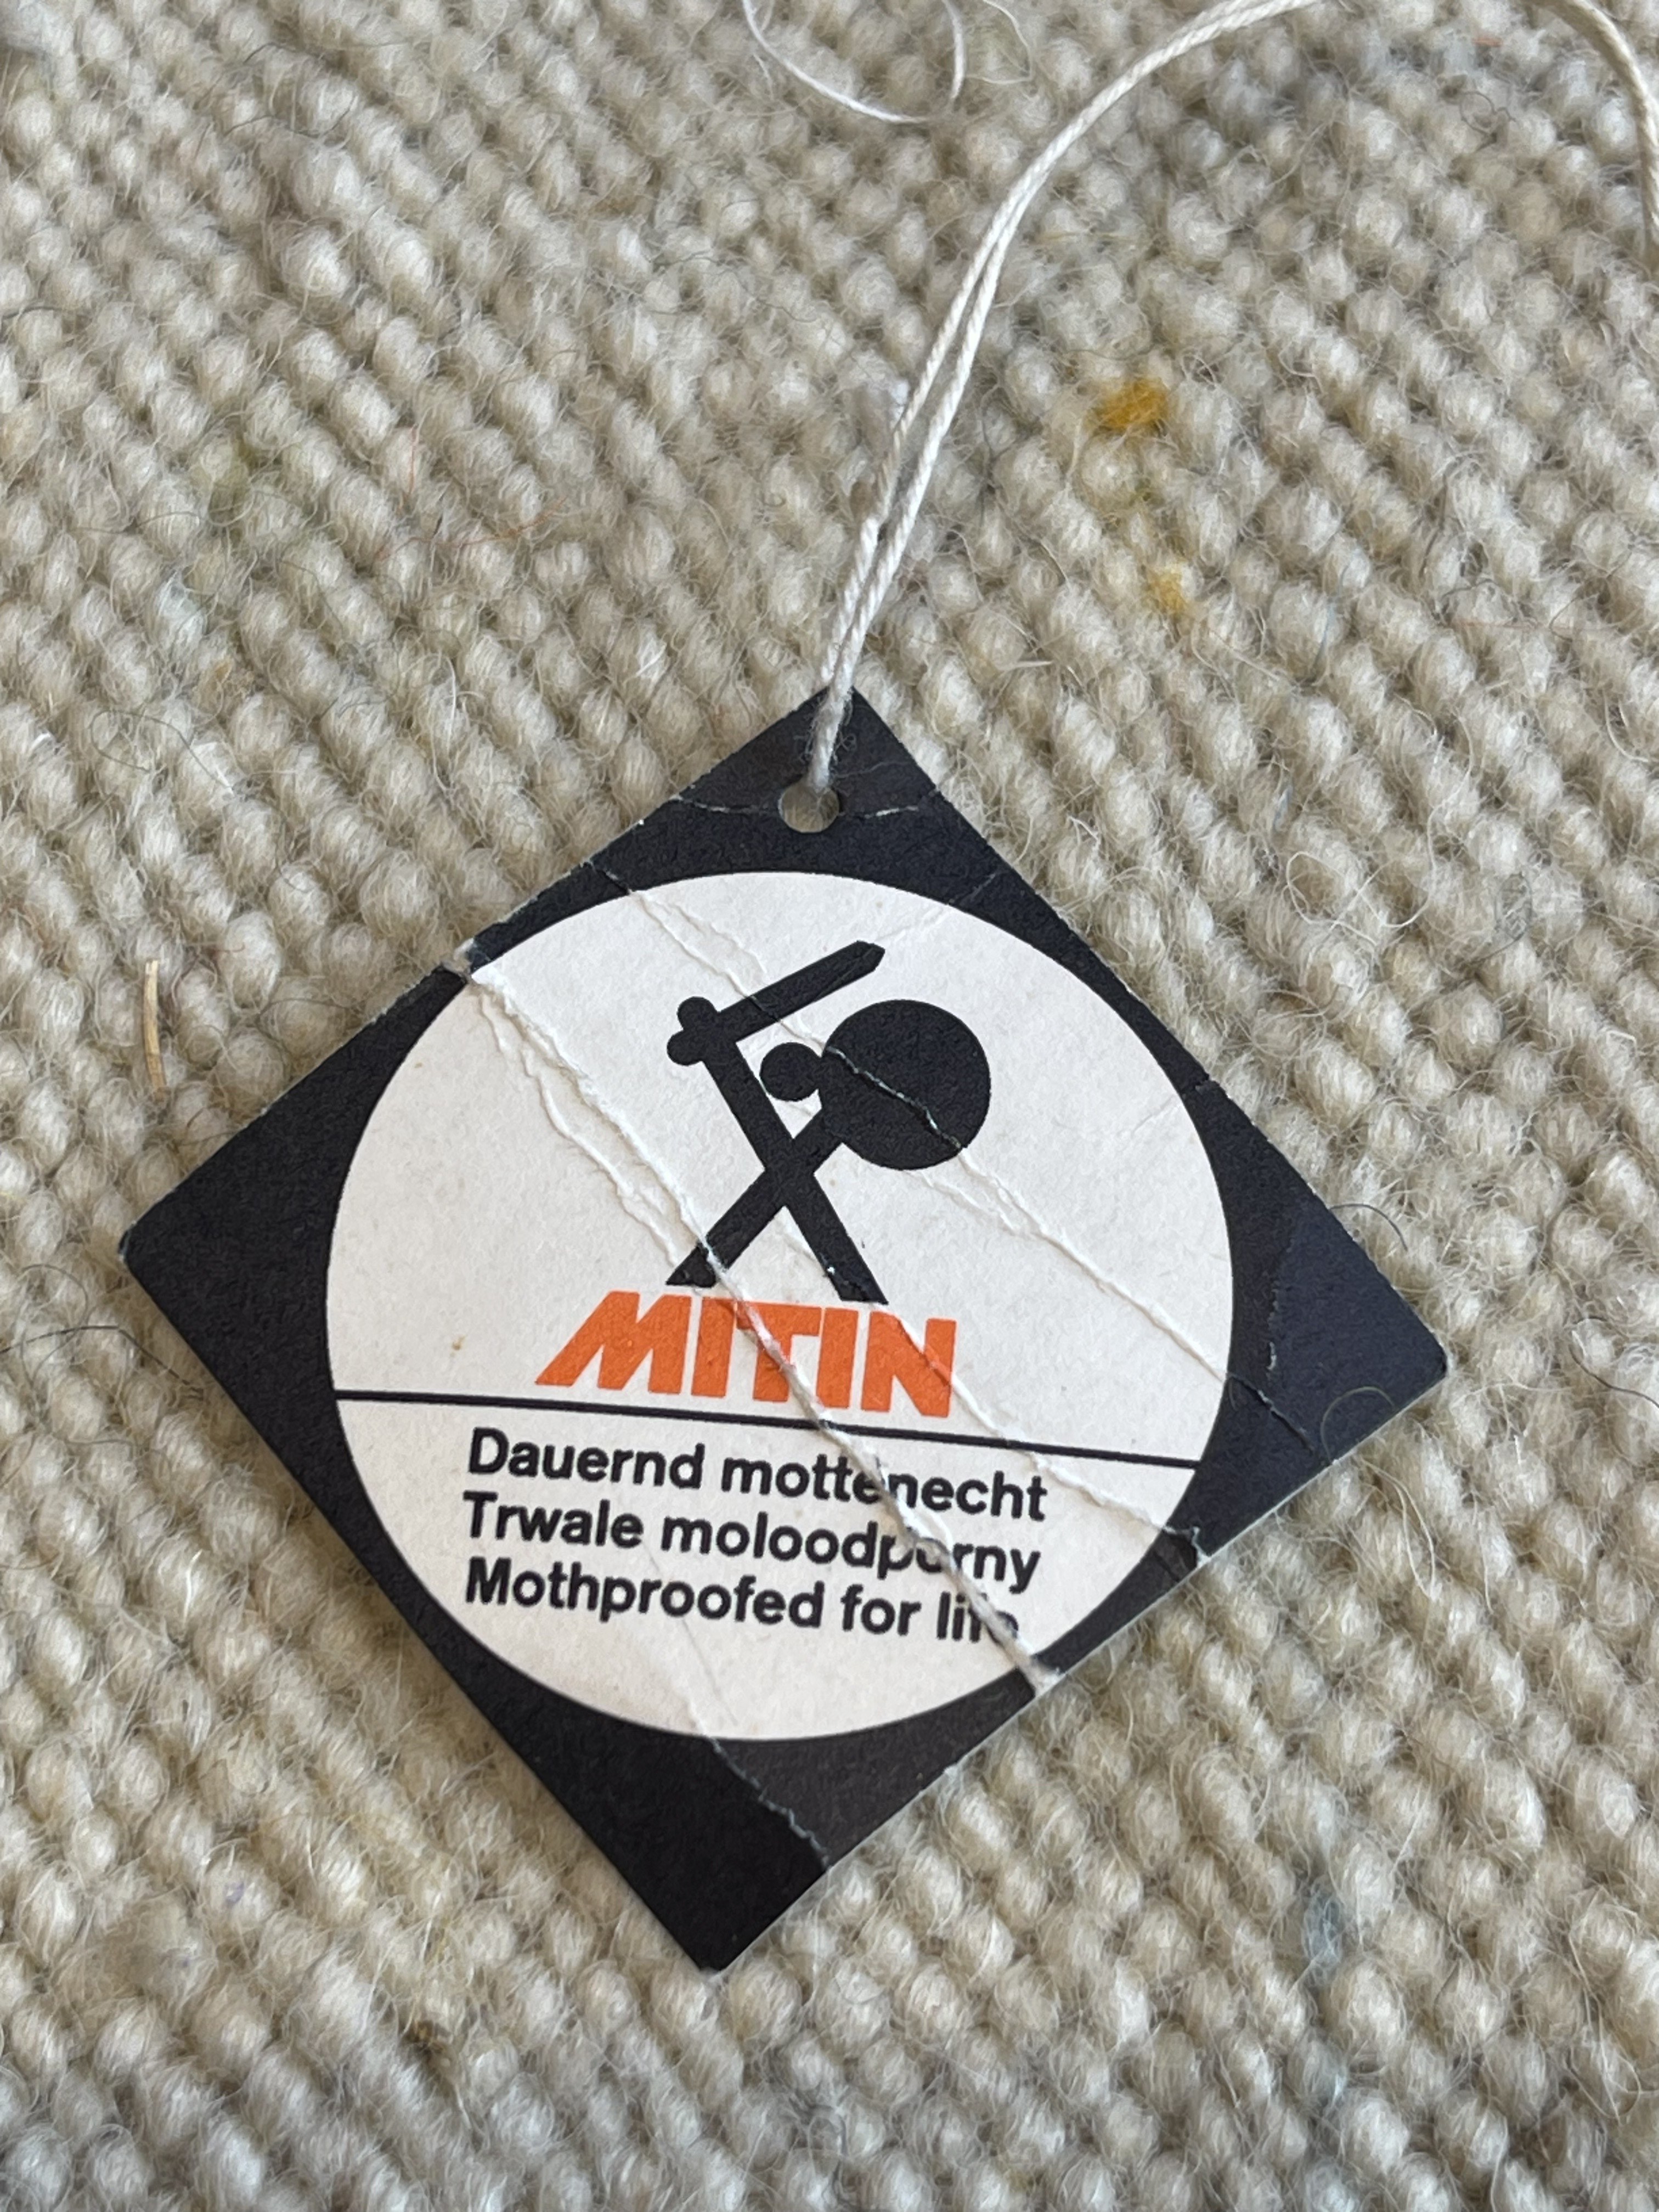 MITIN
Dauernd mottenecht
Trwale moloodporny
Mothproofed for life